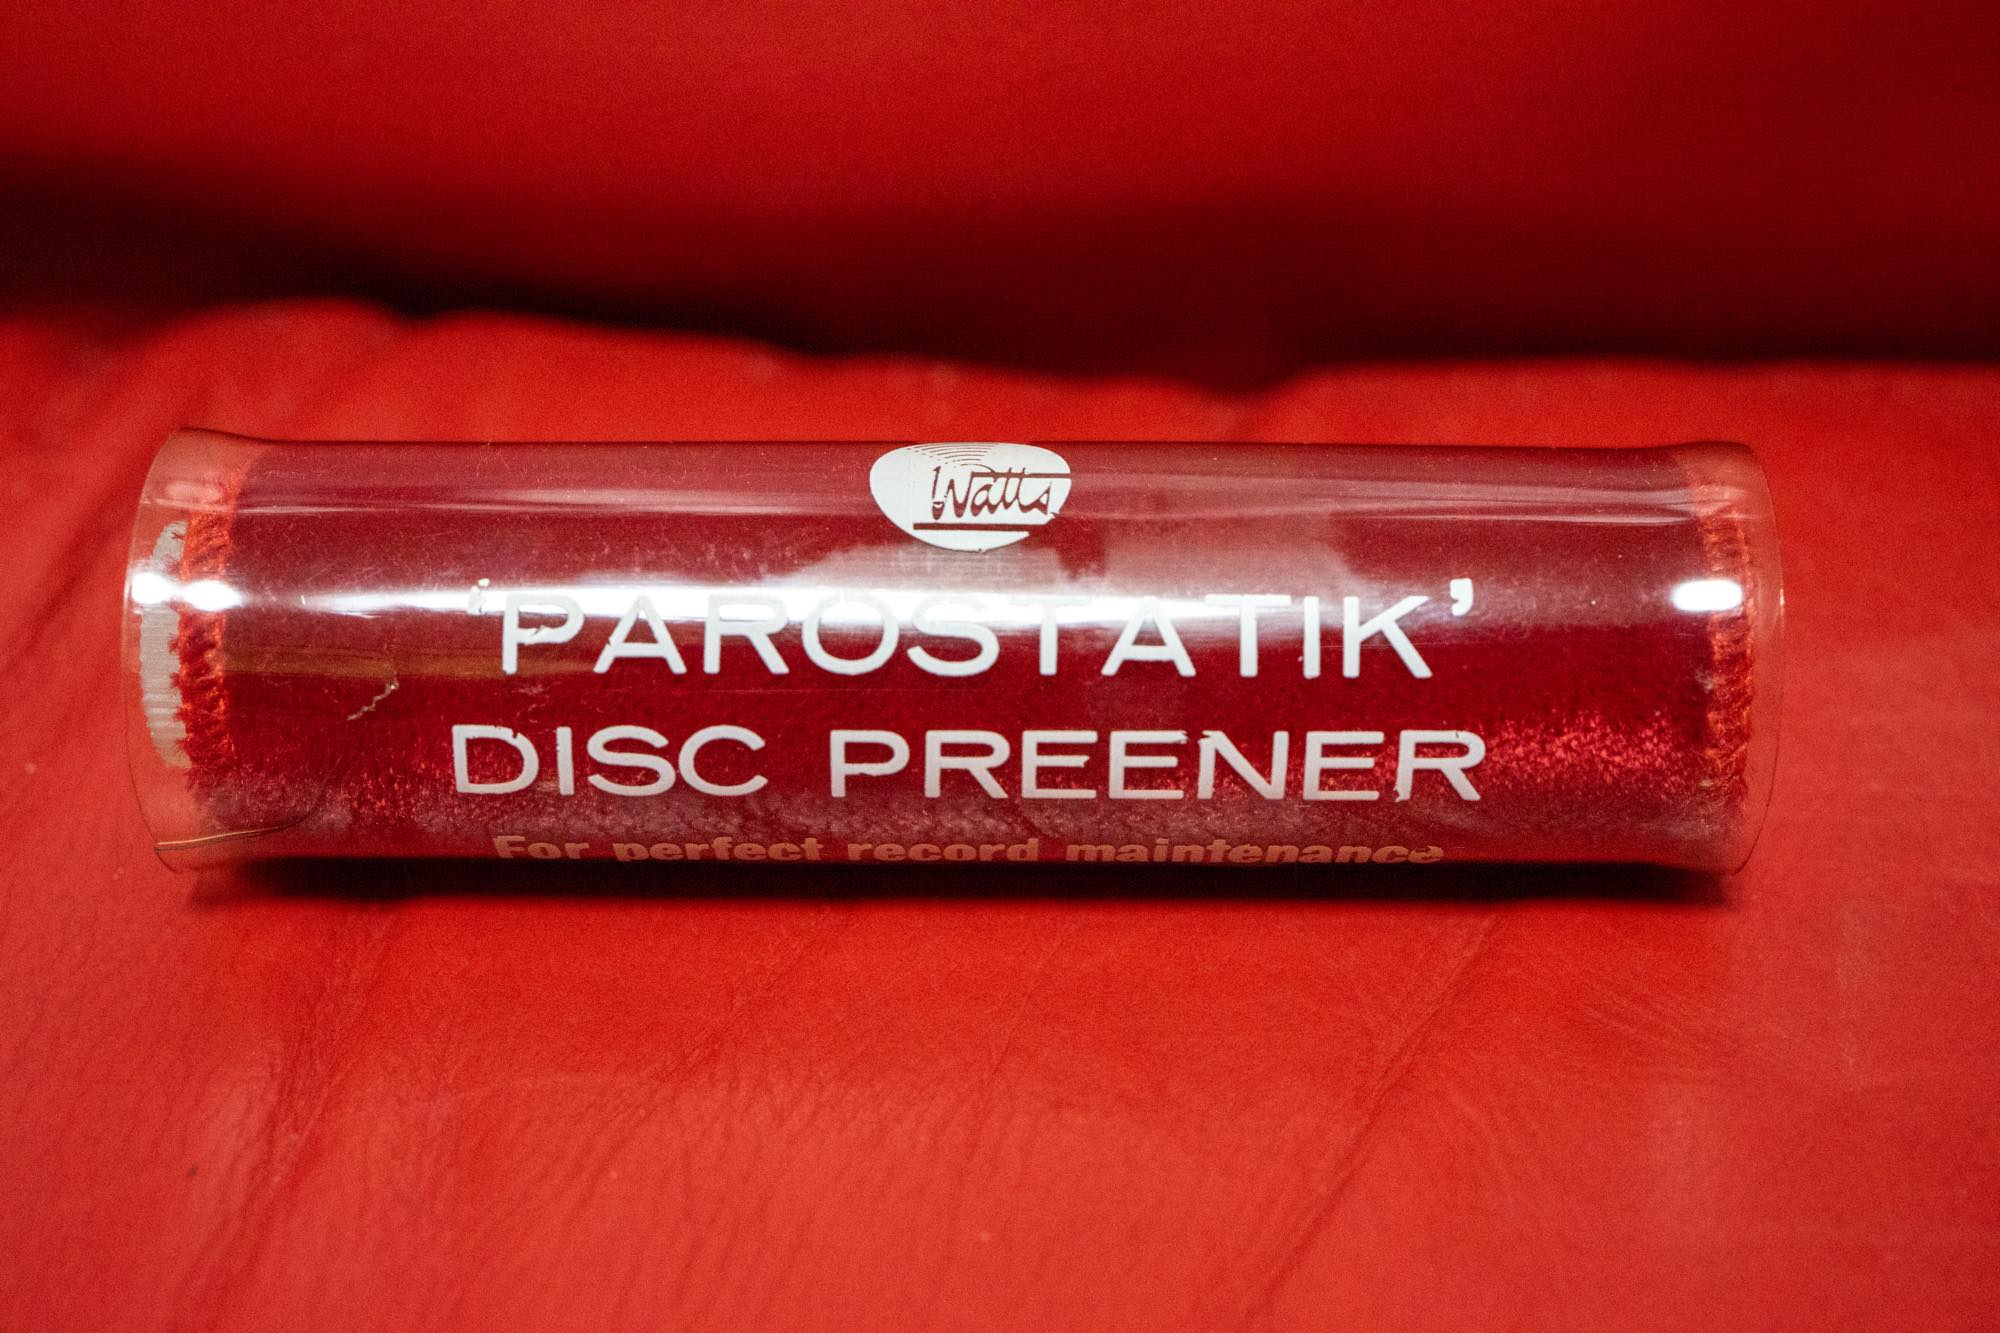 Watts
'PAROSTATIK'
DISC PREENER
For perfect record maintenance